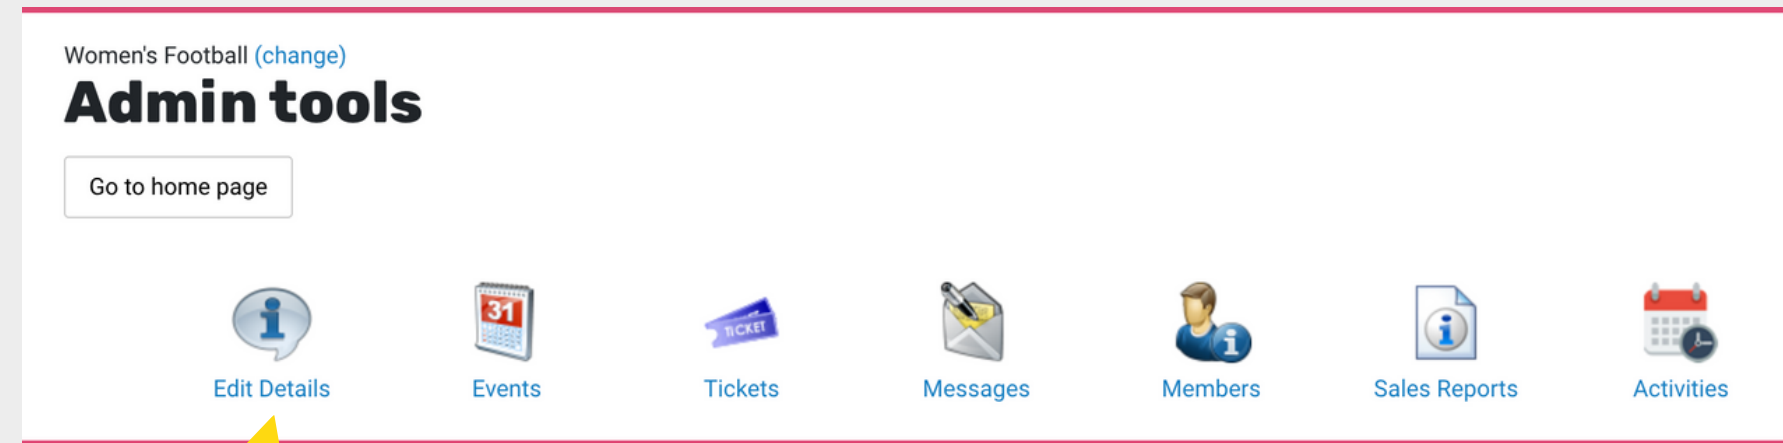 Women's Football (change)
Admin tools
Go to home page
31
TICKET
Edit Details
Events
Tickets
Messages
Members
Sales Reports
Activities